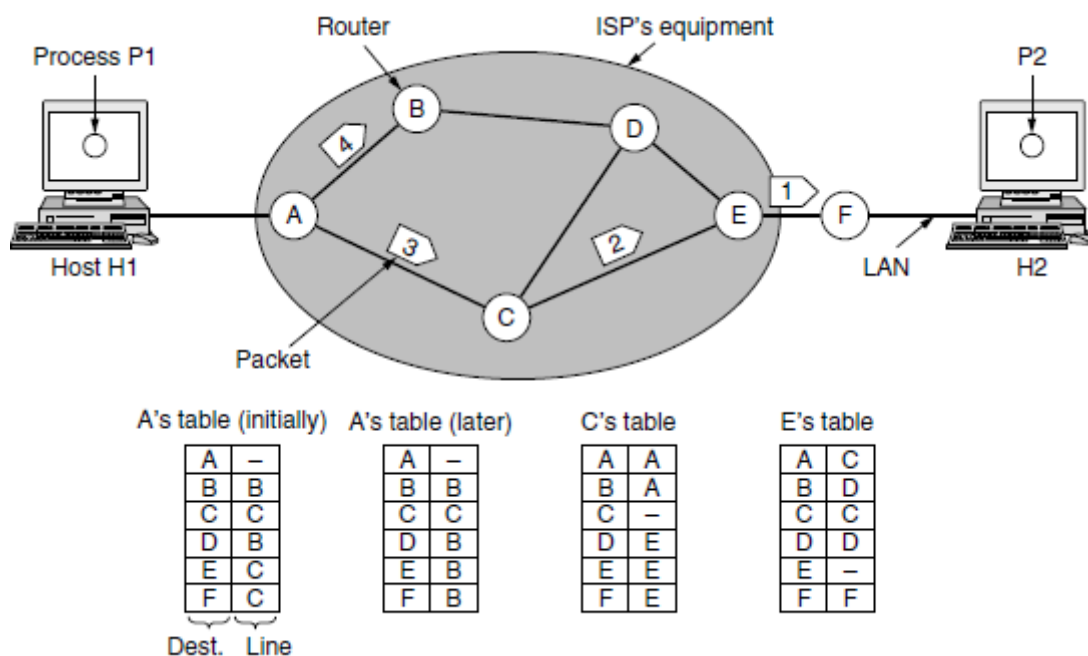 Router
ISP's equipment
Process P1
P2
B
D
4
A
1
E
F
3
2
Host H1
LAN
H2
C
Packet
A's table (initially)
A –
B B
C C
D B
E C
F C
Dest. Line
A's table (later)
A –
B B
C C
D B
E B
F B
C's table
A A
B A
C –
D E
E E
F E
E's table
A C
B D
C C
D D
E –
F F